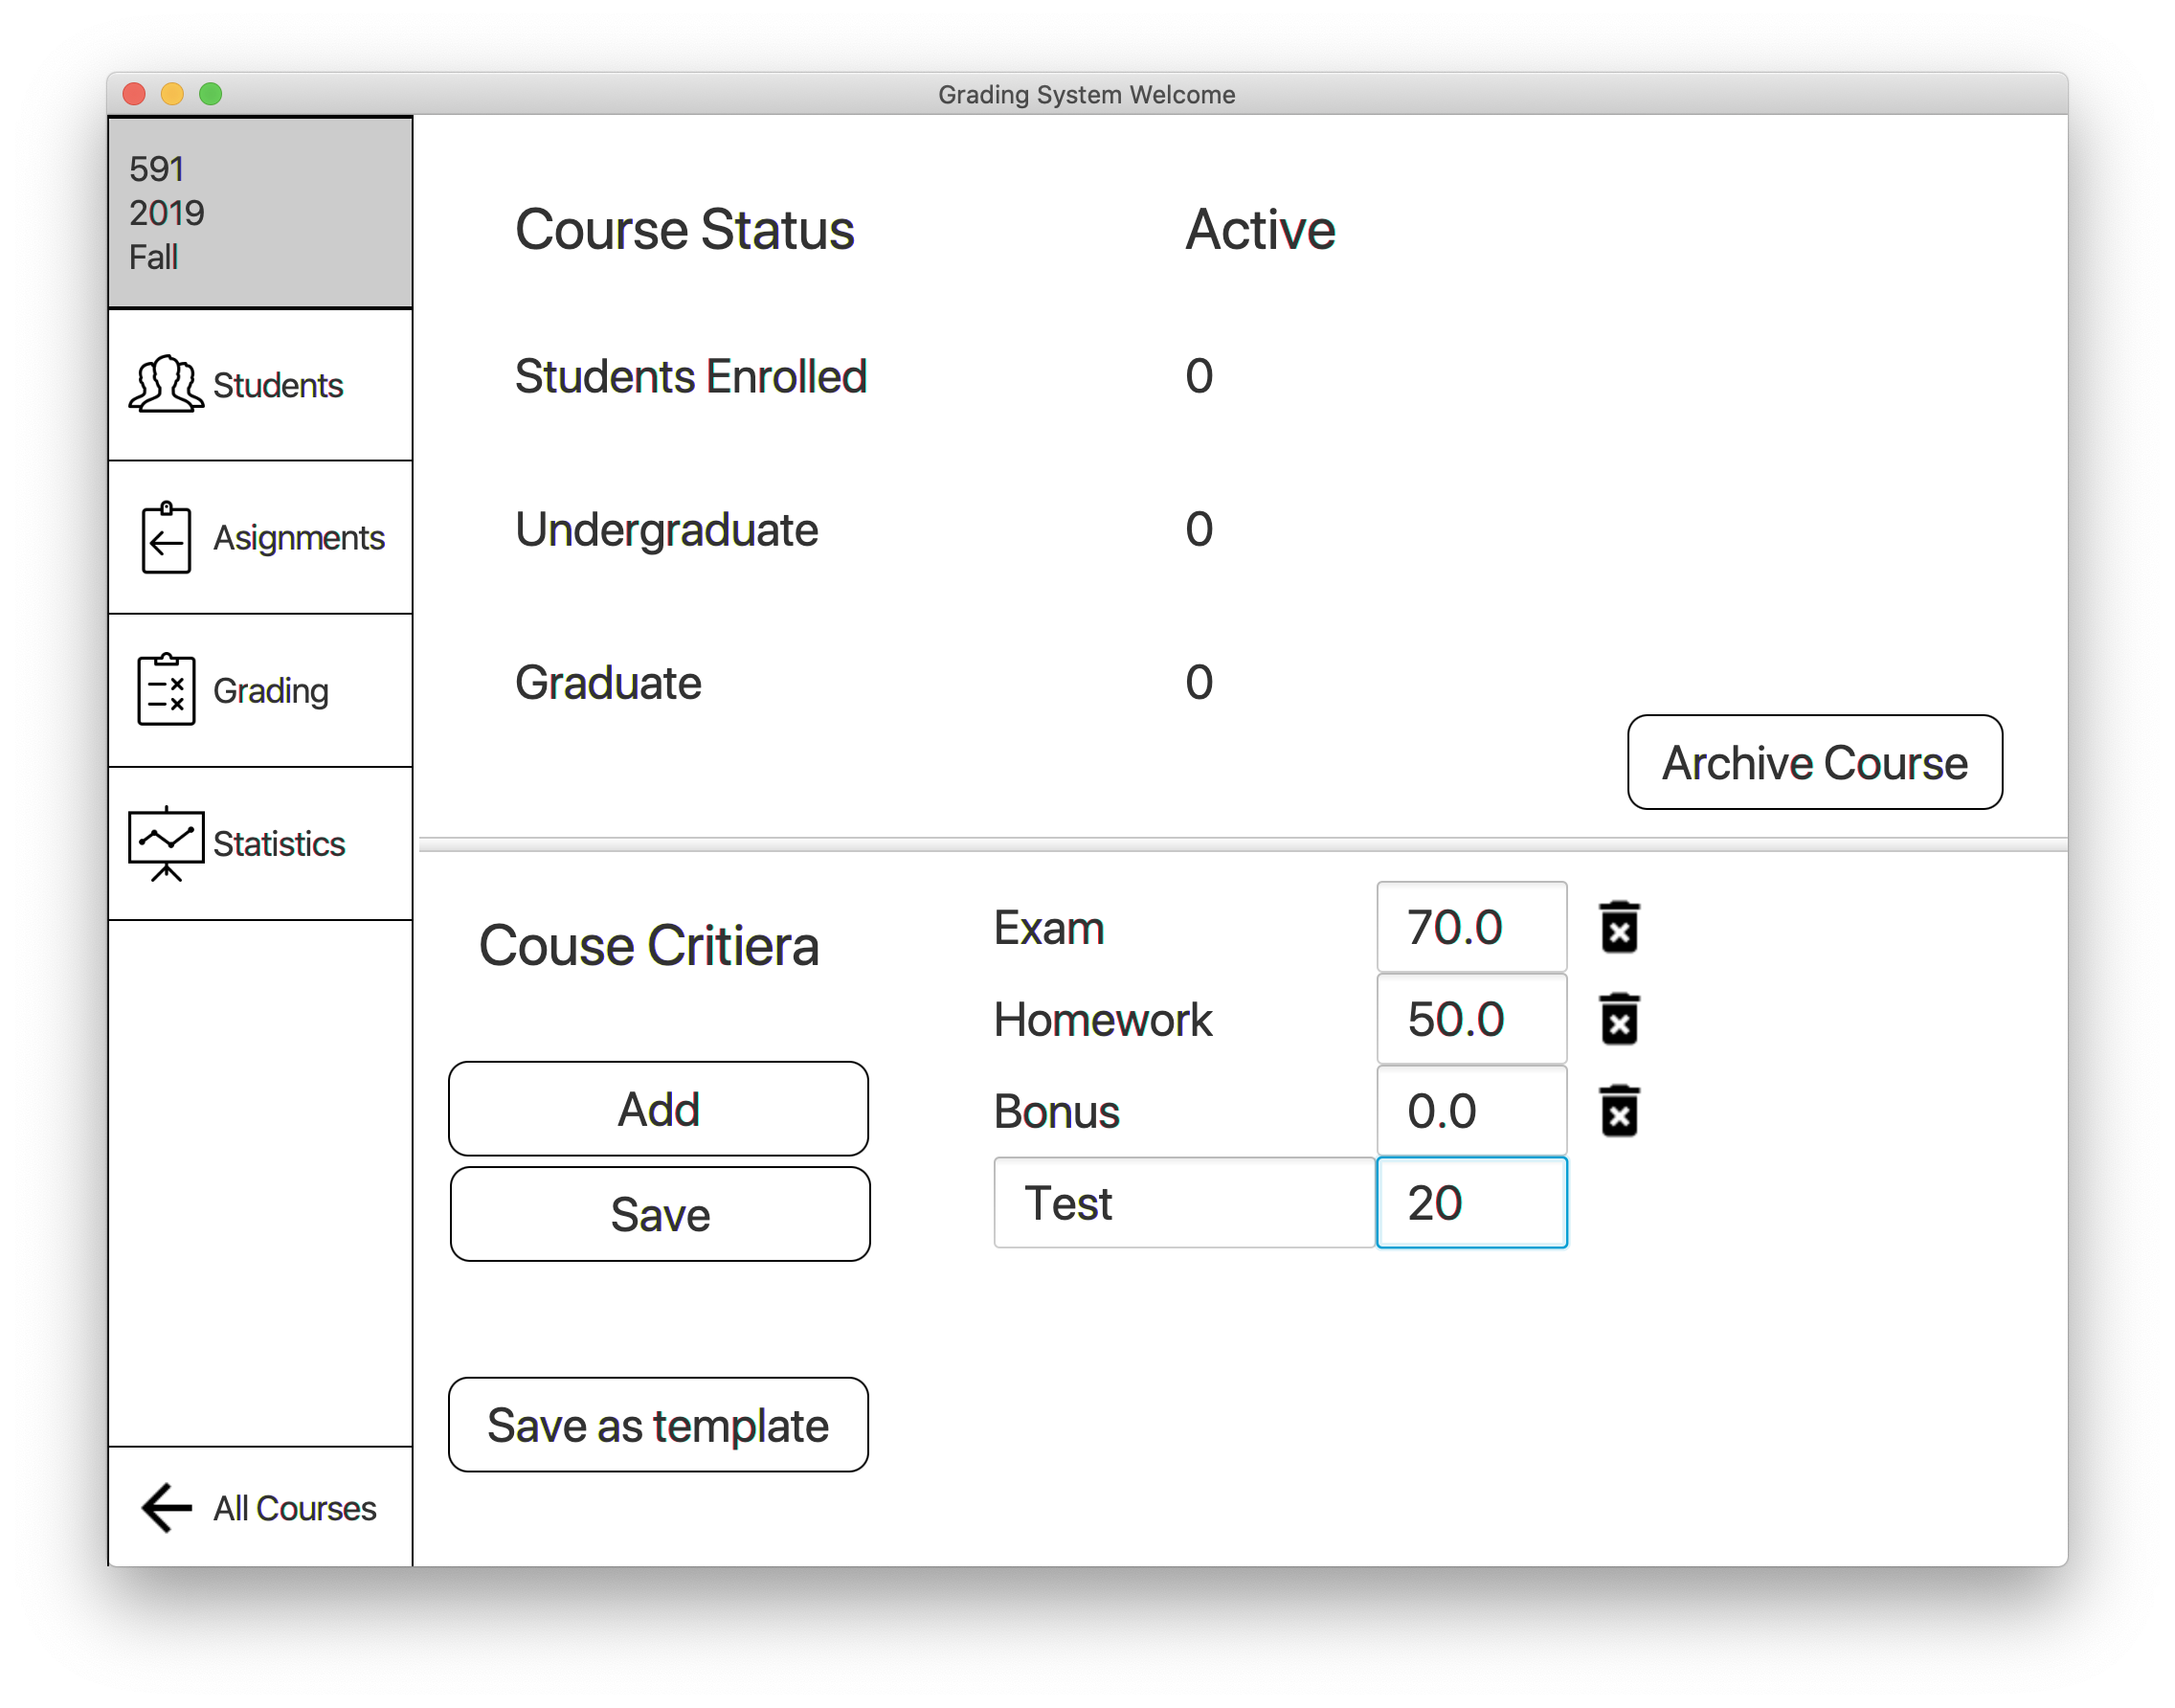 Grading System Welcome
591
2019
Fall
Students
Asignments
Grading
Statistics
All Courses
Course Status Active
Students Enrolled 0
Undergraduate 0
Graduate 0
Archive Course
Couse Critiera
Add
Save
Save as template
Exam 70.0
Homework 50.0
Bonus 0.0
Test 20